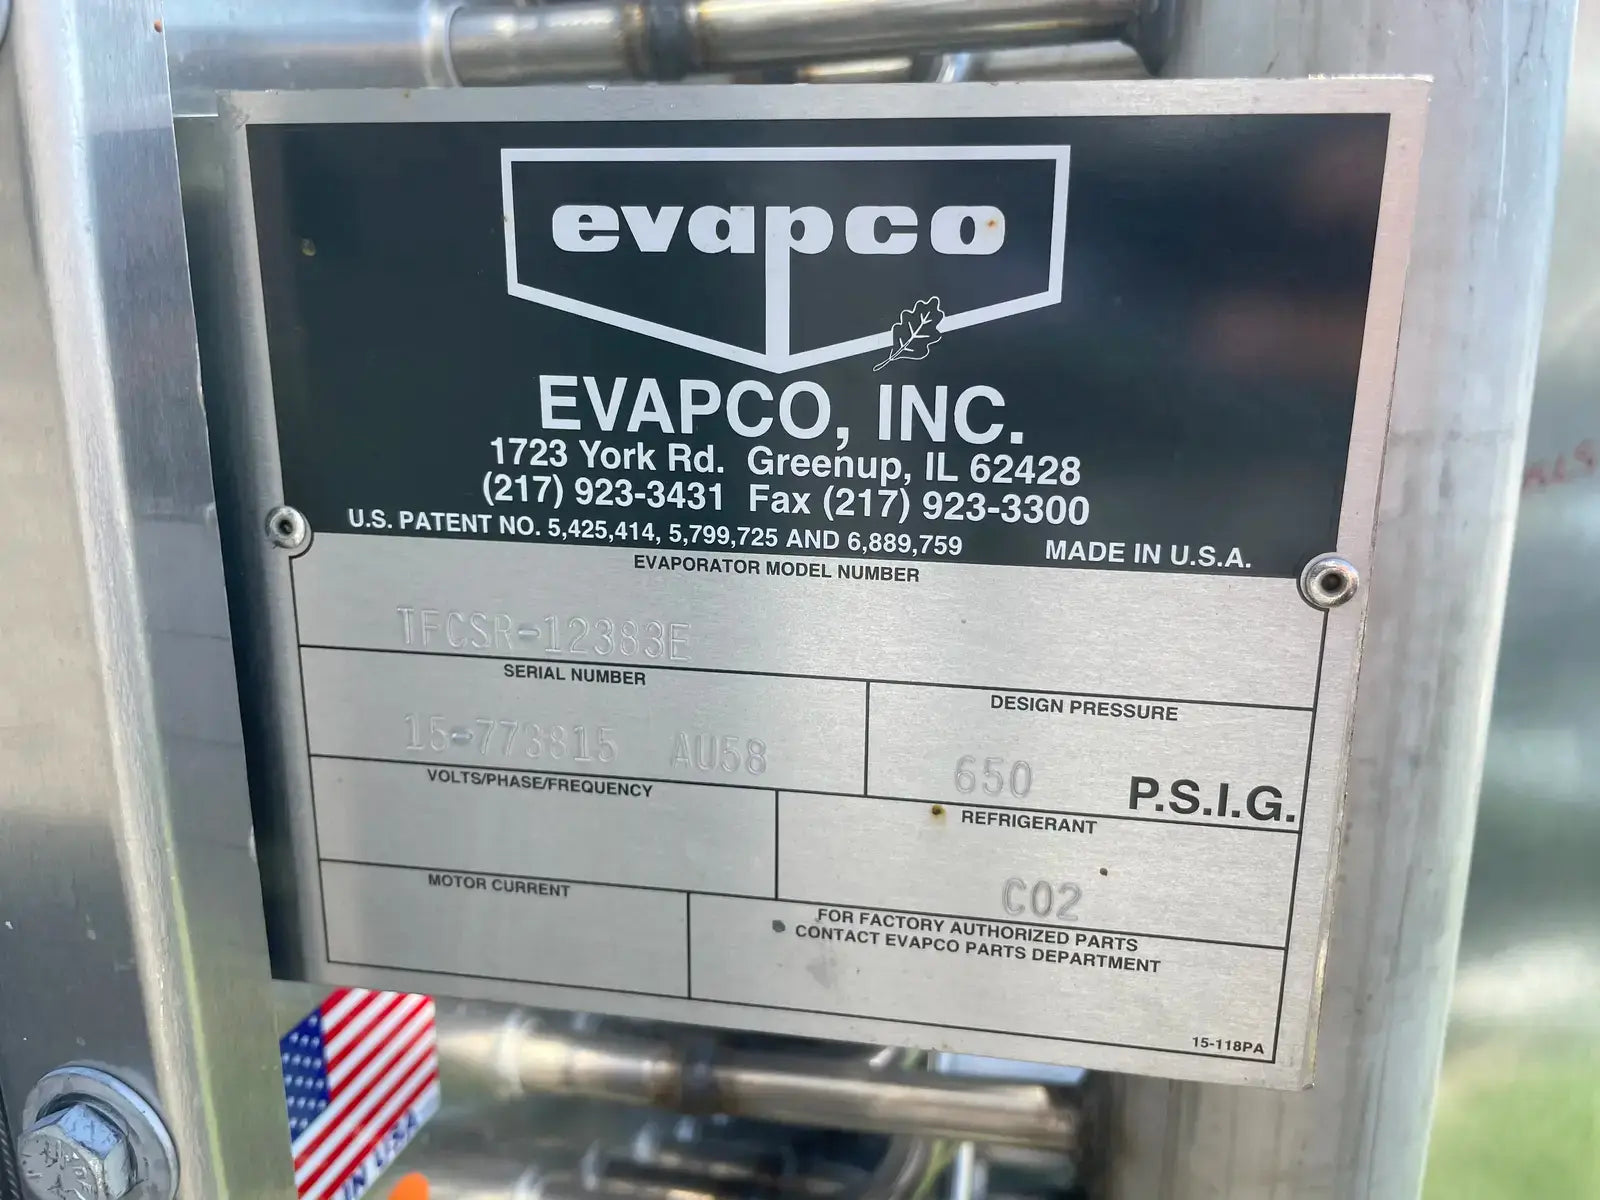 evapco
EVAPCO, INC.
1723 York Rd. Greenup, IL 62428
(217) 923-3431 Fax (217) 923-3300
U.S. PATENT NO. 5,425,414, 5,799,725 AND 6,889,759 MADE IN U.S.A.
EVAPORATOR MODEL NUMBER
TFCSR-12383E
SERIAL NUMBER
15-773815 AU58
DESIGN PRESSURE
650 P.S.I.G.
VOLTS/PHASE/FREQUENCY
REFRIGERANT
CO2
MOTOR CURRENT
FOR FACTORY AUTHORIZED PARTS
CONTACT EVAPCO PARTS DEPARTMENT
15-118PA
IN USA